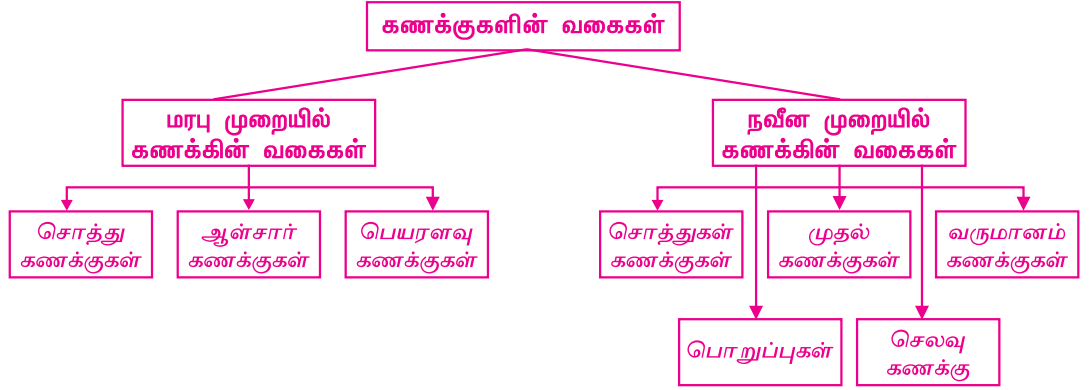 கணக்குகளின் வகைகள்
மரபு முறையில்
கணக்கின் வகைகள்
நவீன முறையில்
கணக்கின் வகைகள்
சொத்து
கணக்குகள்
ஆள்சார்
கணக்குகள்
பெயரளவு
கணக்குகள்
சொத்துகள்
கணக்குகள்
முதல்
கணக்குகள்
வருமானம்
கணக்குகள்
பொறுப்புகள்
செலவு
கணக்கு